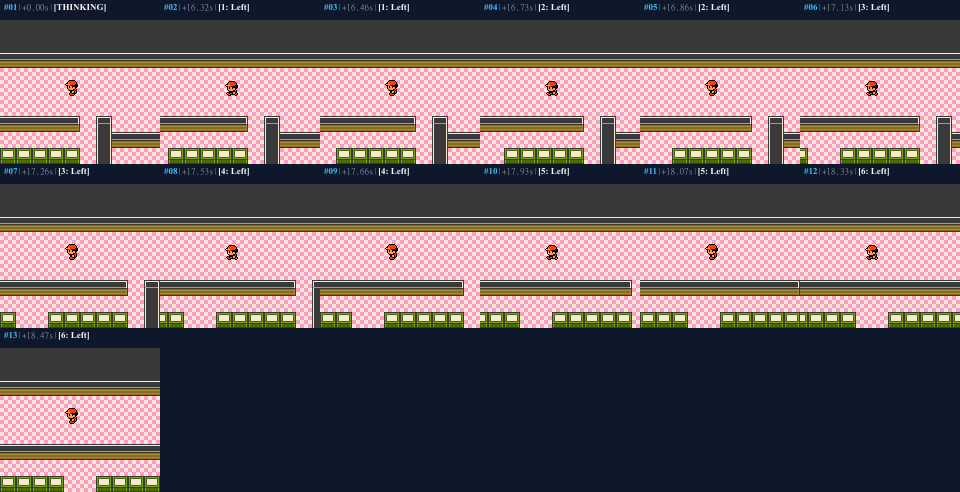 #01|+0.00s|[THINKING]
#02|+16.32s|[1: Left]
#03|+16.46s|[1: Left]
#04|+16.73s|[2: Left]
#05|+16.86s|[2: Left]
#06|+17.13s|[3: Left]
#07|+17.26s|[3: Left]
#08|+17.53s|[4: Left]
#09|+17.66s|[4: Left]
#10|+17.93s|[5: Left]
#11|+18.07s|[5: Left]
#12|+18.33s|[6: Left]
#13|+18.47s|[6: Left]